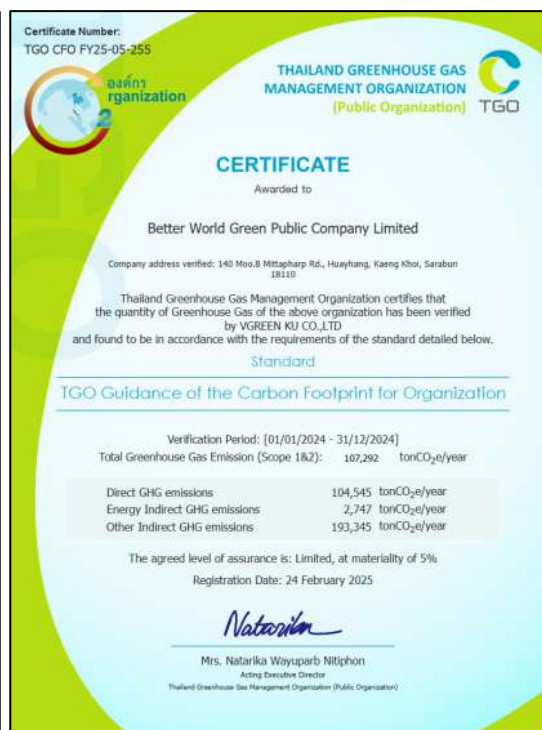 Certificate Number:
TGO CFO FY25-05-255
องค์กร
rganization
2
THAILAND GREENHOUSE GAS
MANAGEMENT ORGANIZATION
(Public Organization)
TGO
CERTIFICATE
Awarded to
Better World Green Public Company Limited
Company address verified: 140 Moo.8 Mittapharp Rd., Huayhang, Kaeng Khoi, Saraburi
18110
Thailand Greenhouse Gas Management Organization certifies that
the quantity of Greenhouse Gas of the above organization has been verified
by VGREEN KU CO.,LTD
and found to be in accordance with the requirements of the standard detailed below.
Standard
TGO Guidance of the Carbon Footprint for Organization
Verification Period: [01/01/2024 - 31/12/2024]
Total Greenhouse Gas Emission (Scope 1&2): 107,292 tonCO₂e/year
Direct GHG emissions 104,545 tonCO₂e/year
Energy Indirect GHG emissions 2,747 tonCO₂e/year
Other Indirect GHG emissions 193,345 tonCO₂e/year
The agreed level of assurance is: Limited, at materiality of 5%
Registration Date: 24 February 2025
Natarika
Mrs. Natarika Wayuparb Nitiphon
Acting Executive Director
Thailand Greenhouse Gas Management Organization (Public Organization)